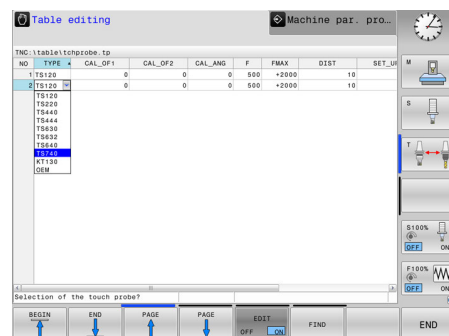 Table editing
Machine par. pro…
TNC:\table\tchprobe.tp
NO TYPE CAL_OF1 CAL_OF2 CAL_ANG F FMAX DIST
1 TS120 0 0 0 500 +2000 10
2 TS120 0 0 0 500 +2000 10
TS120
TS220
TS440
TS444
TS630
TS632
TS640
TS740
KT130
OEM
M
S
T
S100%
OFF ON
F100%
OFF ON
Selection of the touch probe?
BEGIN END PAGE PAGE EDIT FIND END
OFF ON